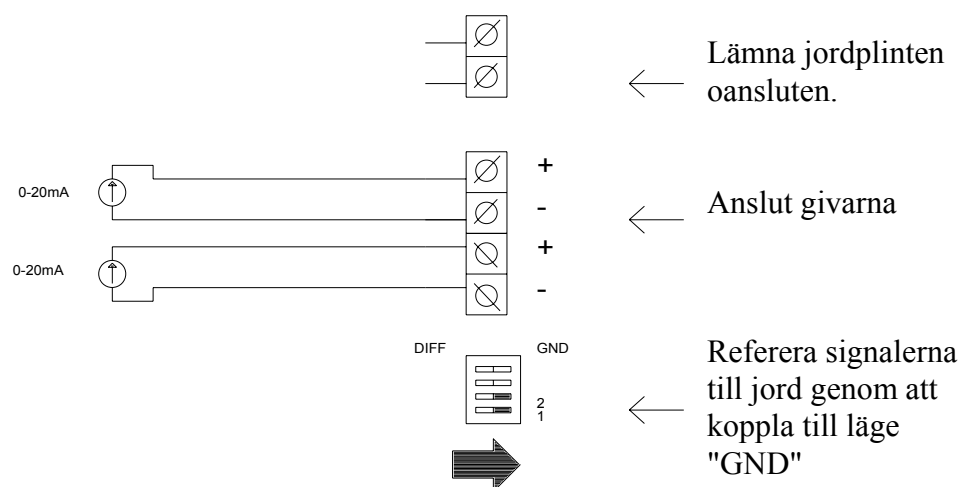 Lämna jordplinten
oansluten.
+
0-20mA
-
Anslut givarna
+
0-20mA
-
DIFF
GND
2
1
Referera signalerna
till jord genom att
koppla till läge
"GND"